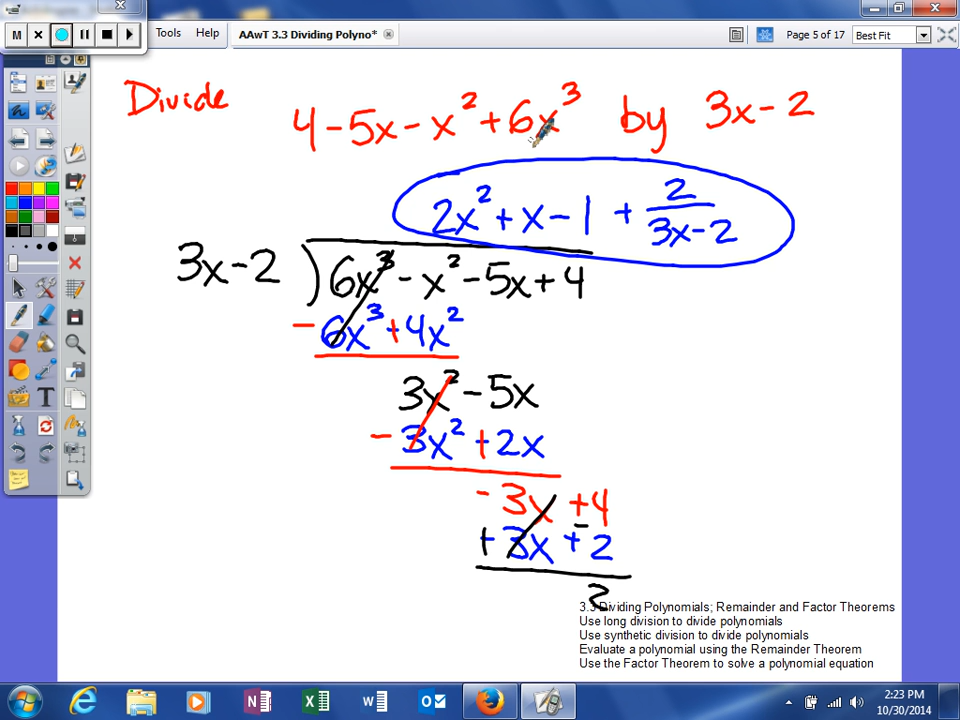 M
Tools Help AAwT 3.3 Dividing Polyno* Page 5 of 17 Best Fit
Divide 4 - 5x - x² + 6x³ by 3x - 2
2x² + x - 1 + 2/(3x - 2)
3x - 2 ) 6x³ - x² - 5x + 4
- 6x³ + 4x²
3x² - 5x
- 3x² + 2x
- 3x + 4
+ 3x ∓ 2
2
3.3 Dividing Polynomials; Remainder and Factor Theorems
Use long division to divide polynomials
Use synthetic division to divide polynomials
Evaluate a polynomial using the Remainder Theorem
Use the Factor Theorem to solve a polynomial equation
2:23 PM
10/30/2014